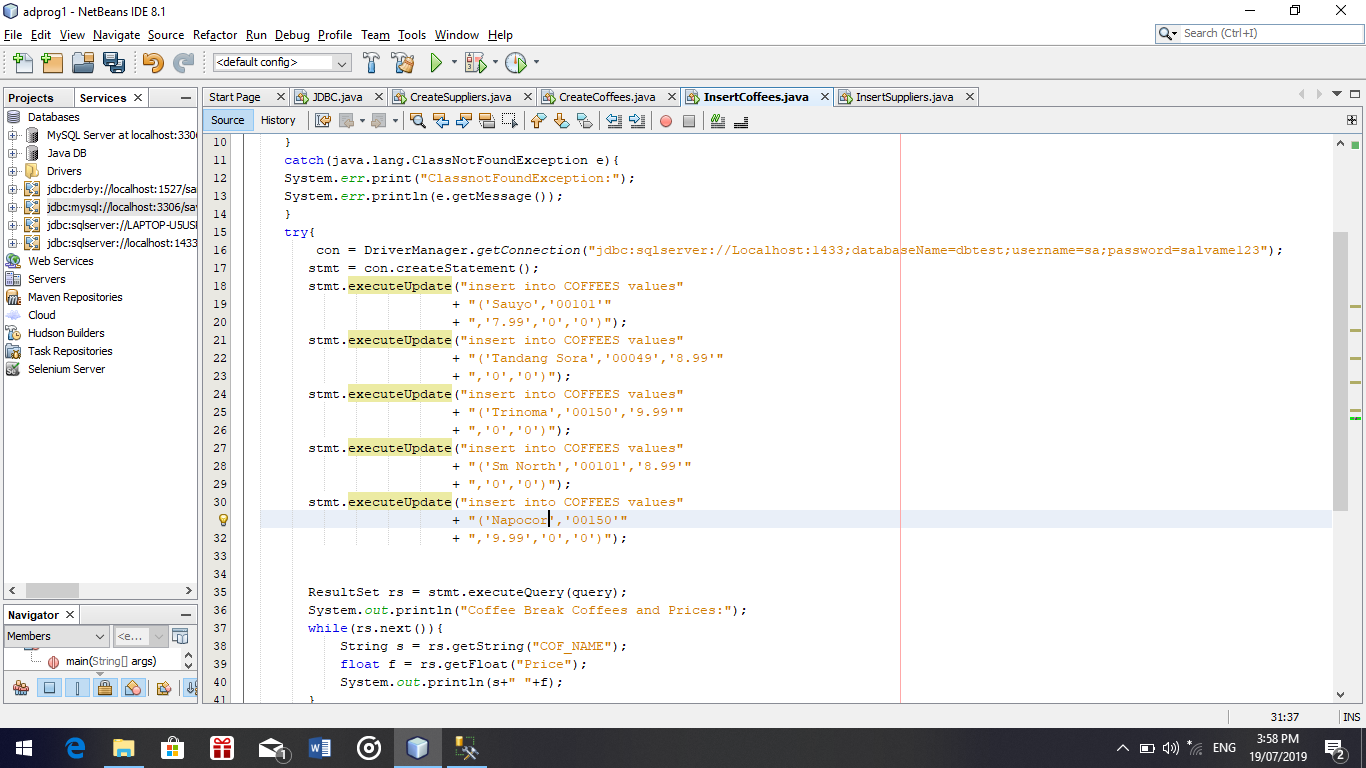 adprog1 - NetBeans IDE 8.1
File Edit View Navigate Source Refactor Run Debug Profile Team Tools Window Help
Search (Ctrl+I)
<default config>
Projects Services
Start Page JDBC.java CreateSuppliers.java CreateCoffees.java InsertCoffees.java InsertSuppliers.java
Source History
Databases
MySQL Server at localhost:3306
Java DB
Drivers
jdbc:derby://localhost:1527/sa
jdbc:mysql://localhost:3306/sa
jdbc:sqlserver://LAPTOP-U5USI
jdbc:sqlserver://localhost:1433
Web Services
Servers
Maven Repositories
Cloud
Hudson Builders
Task Repositories
Selenium Server
Navigator
Members <e...
main(String[] args)
10 }
11 catch(java.lang.ClassNotFoundException e){
12 System.err.print("ClassnotFoundException:");
13 System.err.println(e.getMessage());
14 }
15 try{
16 con = DriverManager.getConnection("jdbc:sqlserver://Localhost:1433;databaseName=dbtest;username=sa;password=salvame123");
17 stmt = con.createStatement();
18 stmt.executeUpdate("insert into COFFEES values"
19 + "('Sauyo','00101'"
20 + ",'7.99','0','0')");
21 stmt.executeUpdate("insert into COFFEES values"
22 + "('Tandang Sora','00049','8.99'"
23 + ",'0','0')");
24 stmt.executeUpdate("insert into COFFEES values"
25 + "('Trinoma','00150','9.99'"
26 + ",'0','0')");
27 stmt.executeUpdate("insert into COFFEES values"
28 + "('Sm North','00101','8.99'"
29 + ",'0','0')");
30 stmt.executeUpdate("insert into COFFEES values"
+ "('Napocor','00150'"
32 + ",'9.99','0','0')");
33
34
35 ResultSet rs = stmt.executeQuery(query);
36 System.out.println("Coffee Break Coffees and Prices:");
37 while(rs.next()){
38 String s = rs.getString("COF_NAME");
39 float f = rs.getFloat("Price");
40 System.out.println(s+" "+f);
41 }
31:37 INS
1
ENG
3:58 PM
19/07/2019
2